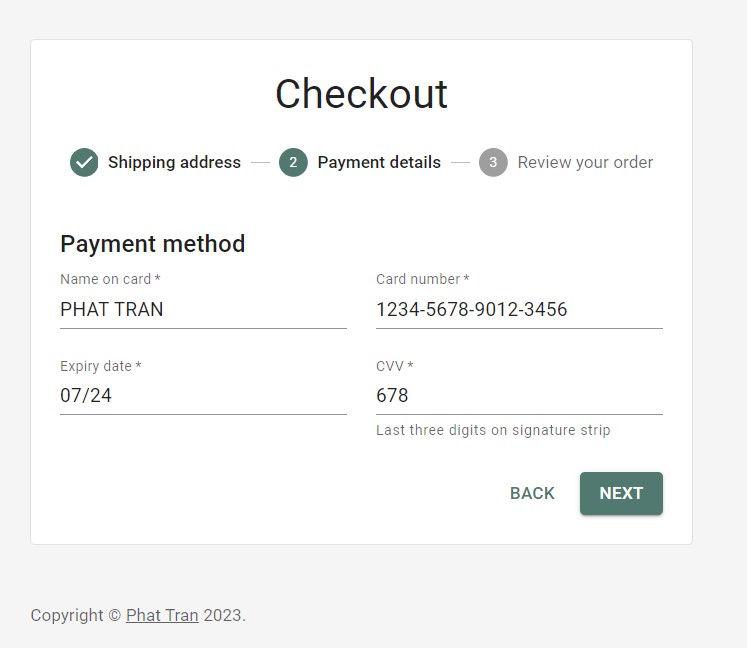 Checkout
Shipping address 2 Payment details 3 Review your order
Payment method
Name on card * Card number *
PHAT TRAN 1234-5678-9012-3456
Expiry date * CVV *
07/24 678
Last three digits on signature strip
BACK NEXT
Copyright © Phat Tran 2023.